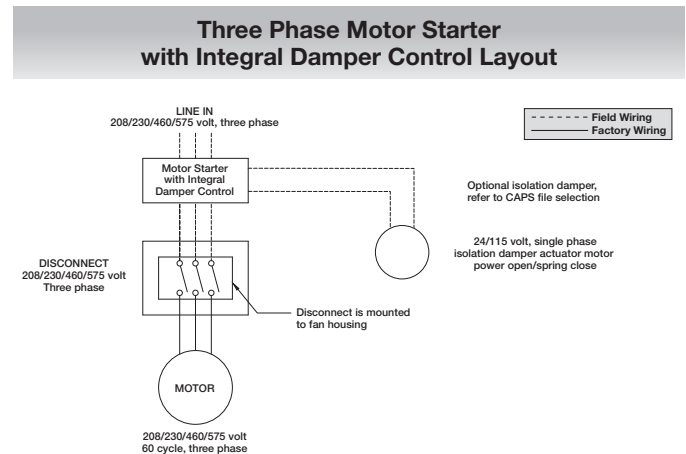 Three Phase Motor Starter
with Integral Damper Control Layout
LINE IN
208/230/460/575 volt, three phase
Field Wiring
Factory Wiring
Motor Starter
with Integral
Damper Control
Optional isolation damper,
refer to CAPS file selection
24/115 volt, single phase
isolation damper actuator motor
power open/spring close
DISCONNECT
208/230/460/575 volt
Three phase
Disconnect is mounted
to fan housing
MOTOR
208/230/460/575 volt
60 cycle, three phase